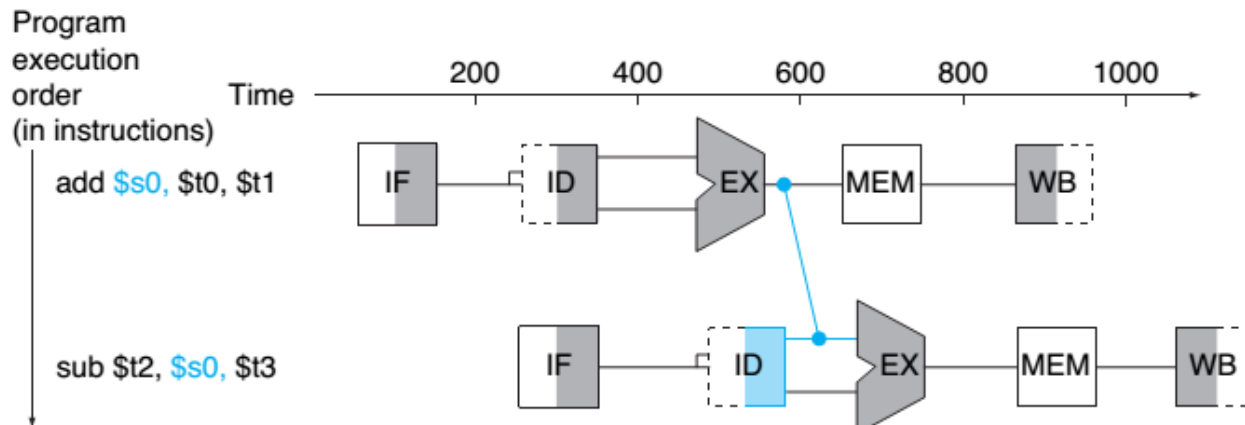 Program
execution
order
(in instructions)
Time
200 400 600 800 1000
add $s0, $t0, $t1
IF ID EX MEM WB
sub $t2, $s0, $t3
IF ID EX MEM WB